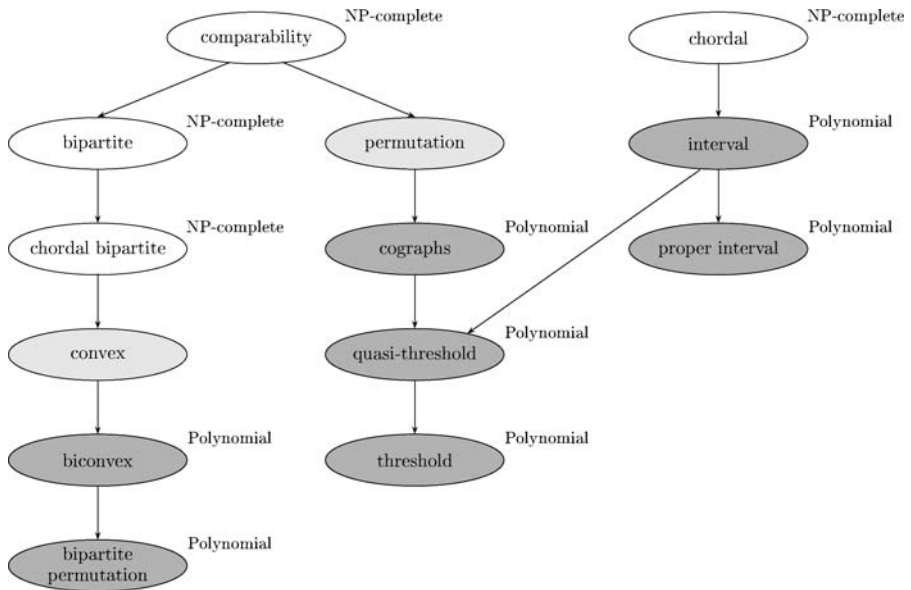 NP-complete
comparability
NP-complete
chordal
NP-complete
bipartite
permutation
Polynomial
interval
NP-complete
chordal bipartite
Polynomial
cographs
Polynomial
proper interval
convex
Polynomial
quasi-threshold
Polynomial
biconvex
Polynomial
threshold
Polynomial
bipartite
permutation